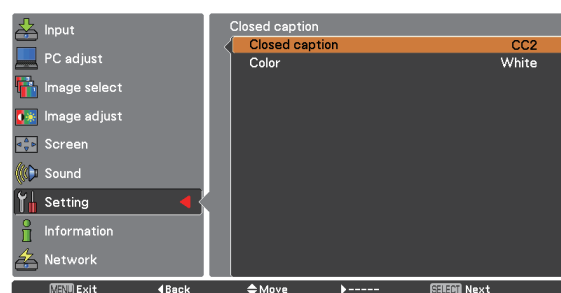 Input
PC adjust
Image select
Image adjust
Screen
Sound
Setting
Information
Network
Closed caption
Closed caption CC2
Color White
MENU Exit ◀Back Move ▶----- SELECT Next